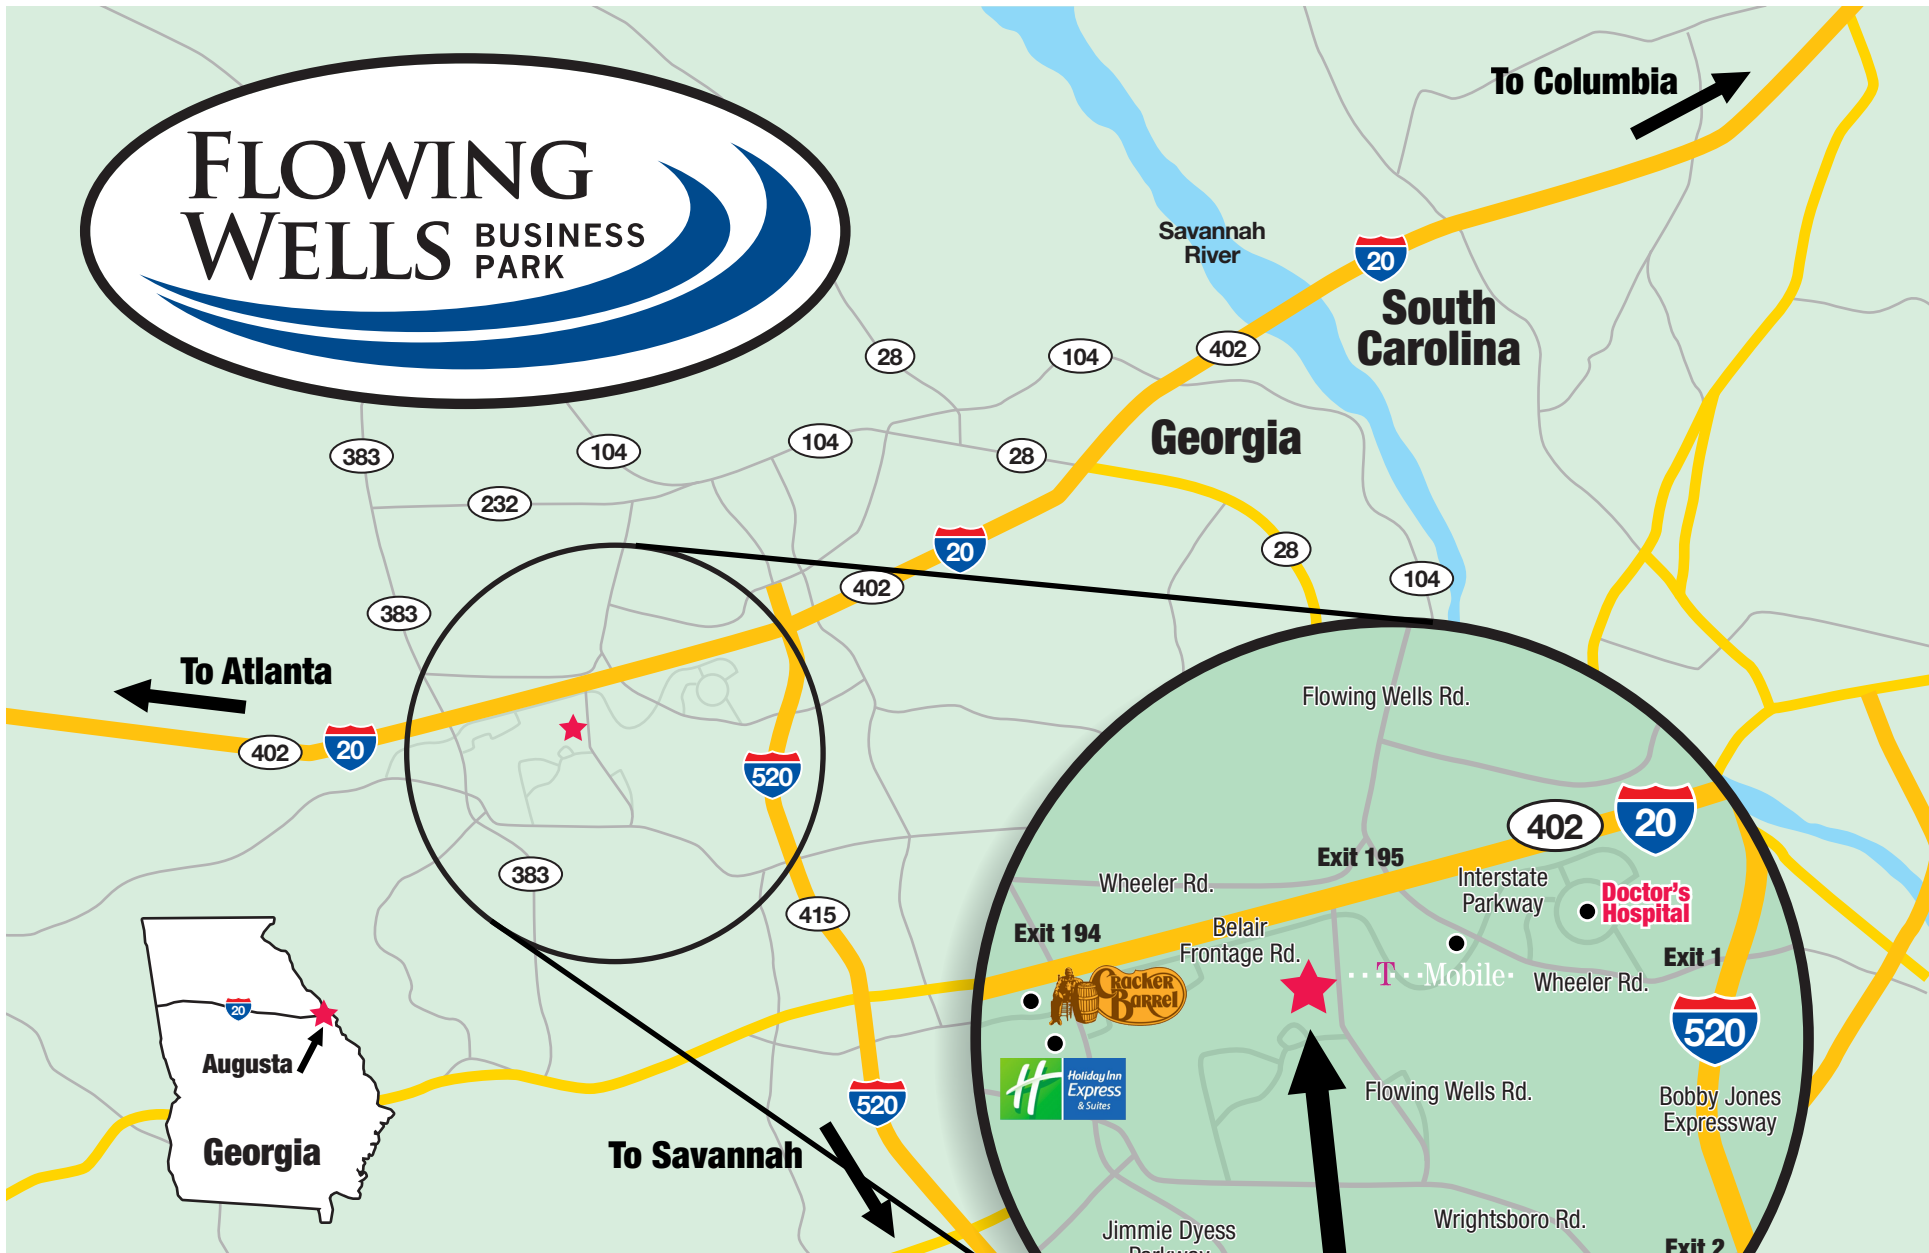 FLOWING
WELLS BUSINESS
PARK
To Columbia
Savannah
River
20
South
Carolina
402
28
104
Georgia
383
104
104
28
232
20
28
402
104
383
To Atlanta
402
20
520
Flowing Wells Rd.
402
20
Exit 195
Wheeler Rd.
Interstate
Parkway
Doctor's
Hospital
383
415
Exit 194
Belair
Frontage Rd.
Exit 1
Cracker
Barrel
T Mobile
Wheeler Rd.
20
Augusta
520
520
Holiday Inn
Express
& Suites
Flowing Wells Rd.
Bobby Jones
Expressway
Georgia
To Savannah
Jimmie Dyess
Parkway
Wrightsboro Rd.
Exit 2